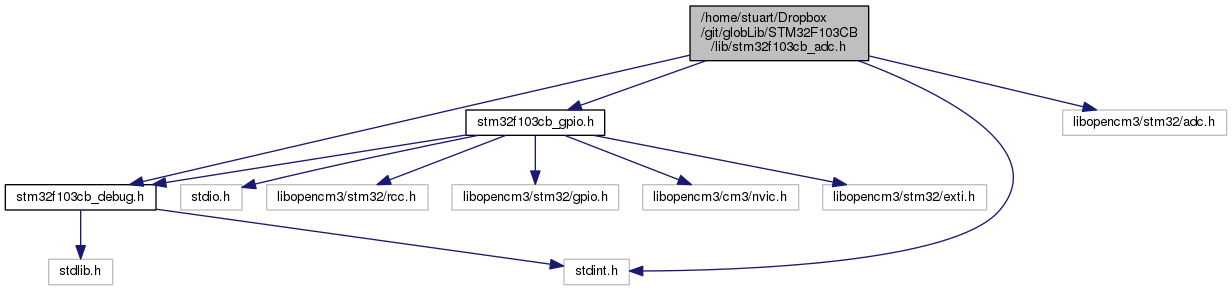 /home/stuart/Dropbox
/git/globLib/STM32F103CB
/lib/stm32f103cb_adc.h
stm32f103cb_gpio.h
libopencm3/stm32/adc.h
stm32f103cb_debug.h
stdio.h
libopencm3/stm32/rcc.h
libopencm3/stm32/gpio.h
libopencm3/cm3/nvic.h
libopencm3/stm32/exti.h
stdlib.h
stdint.h